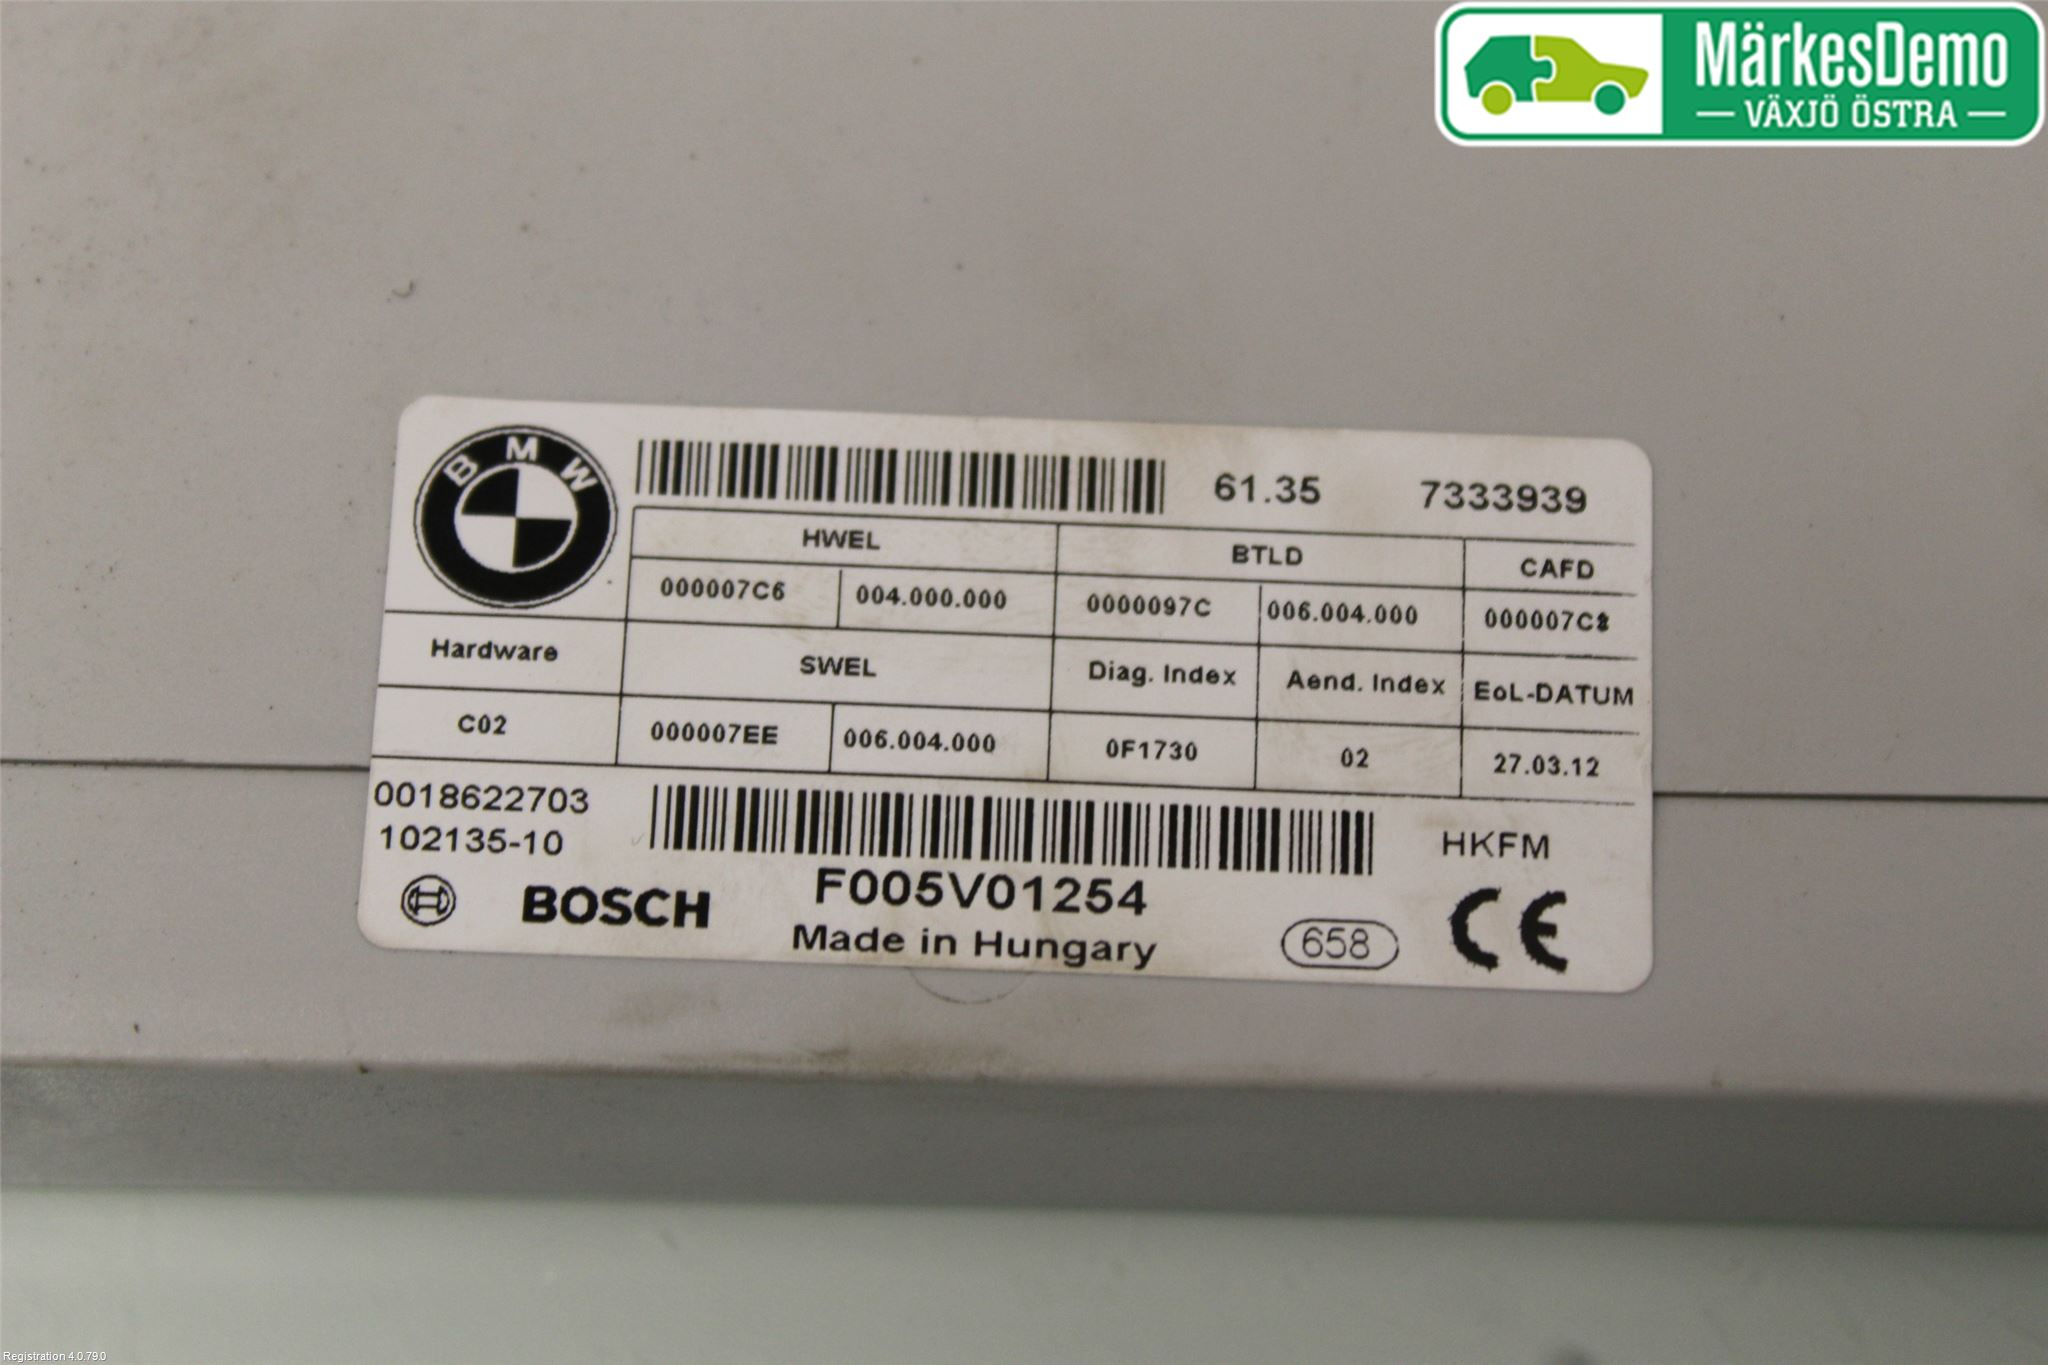 MärkesDemo
VÄXJÖ ÖSTRA
BMW
61.35 7333939
HWEL BTLD CAFD
000007C6 004.000.000 0000097C 006.004.000
Hardware SWEL Diag. Index Aend. Index EoL-DATUM
C02 000007EE 006.004.000 0F1730 02 27.03.12
0018622703
102135-10
HKFM
BOSCH F005V01254
Made in Hungary
658 CE
Registration 4.0.79.0